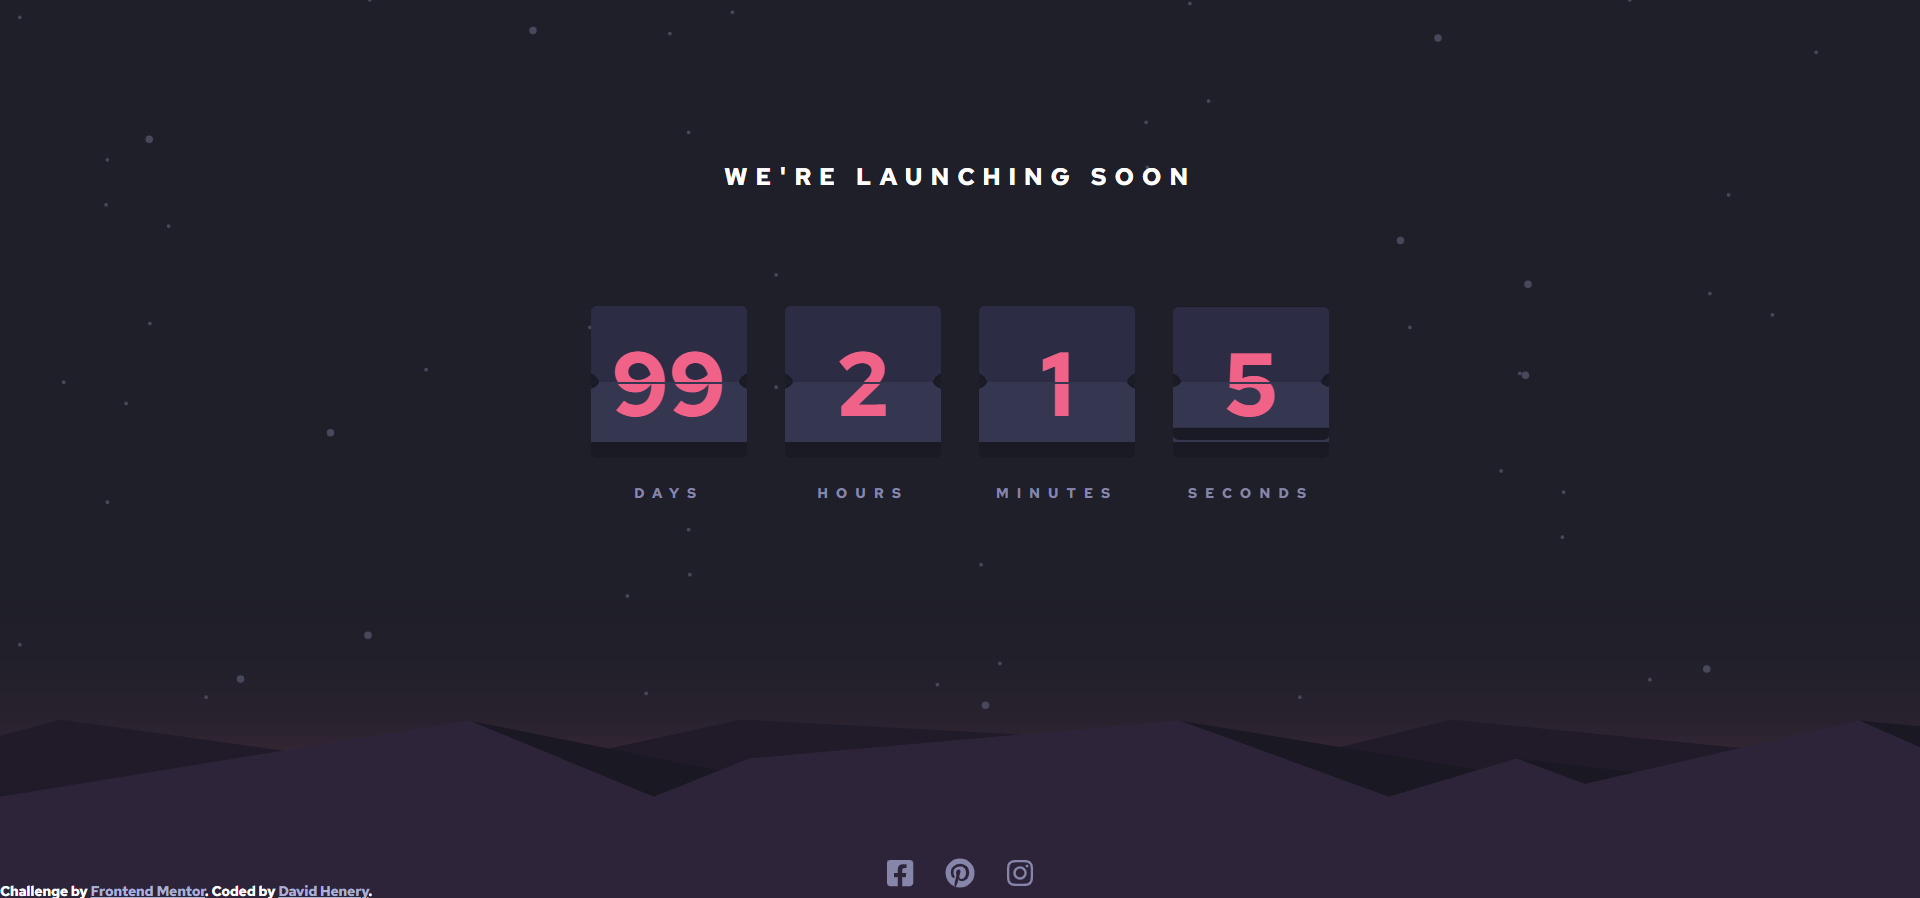 WE'RE LAUNCHING SOON
99 2 1 5
DAYS HOURS MINUTES SECONDS
Challenge by Frontend Mentor. Coded by David Henery.